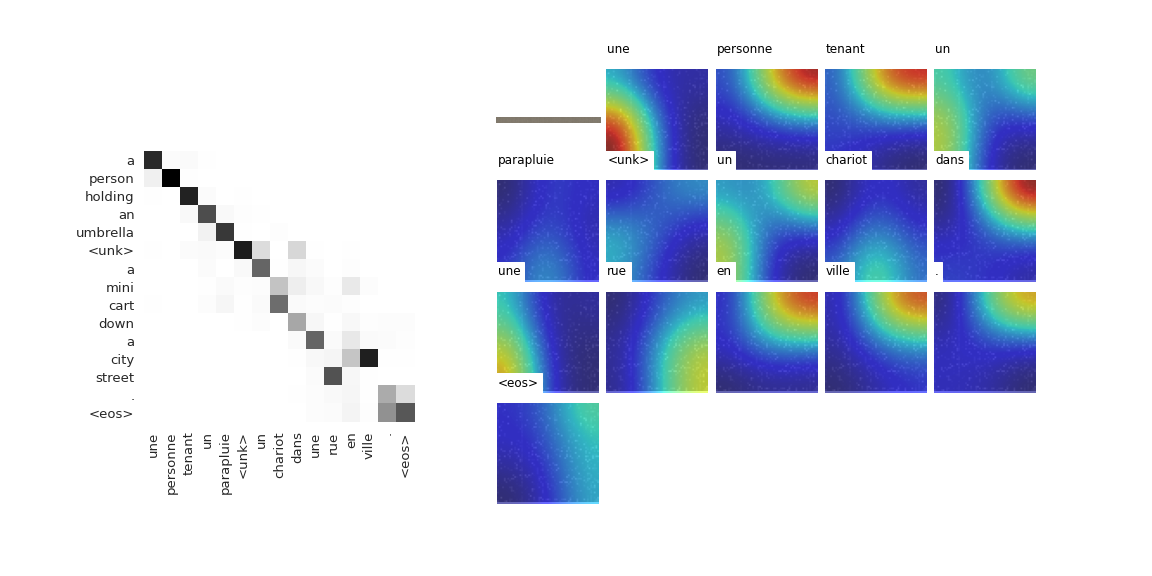 a
person
holding
an
umbrella
<unk>
a
mini
cart
down
a
city
street
.
<eos>
une
personne
tenant
un
parapluie
<unk>
un
chariot
dans
une
rue
en
ville
.
<eos>
une personne tenant un
parapluie <unk> un chariot dans
une rue en ville .
<eos>